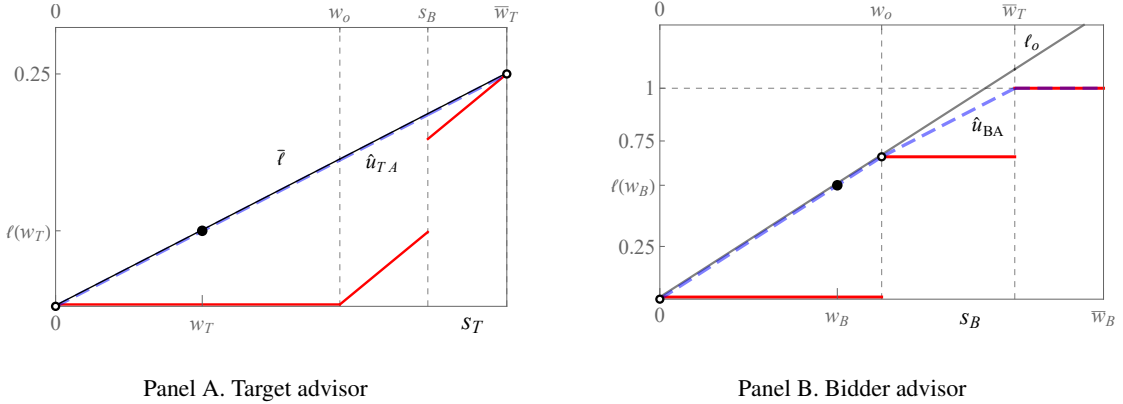 0 w_o s_B w̅_T
0.25
ℓ̅
û_TA
ℓ(w_T)
0 w_T s_T
Panel A. Target advisor
0 w_o w̅_T
ℓ_o
1
û_BA
0.75
ℓ(w_B)
0.25
0 w_B s_B w̅_B
Panel B. Bidder advisor